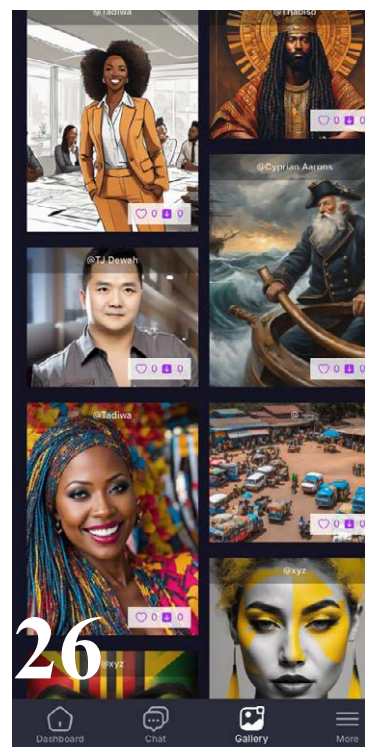 @Tadiwa
@Thabiso
0 0
@Cyprian Aarons
0 0
@TJ Dewah
0 0
0 0
@Tadiwa
@
0 0
@xyz
0 0
26
@xyz
Dashboard
Chat
Gallery
More